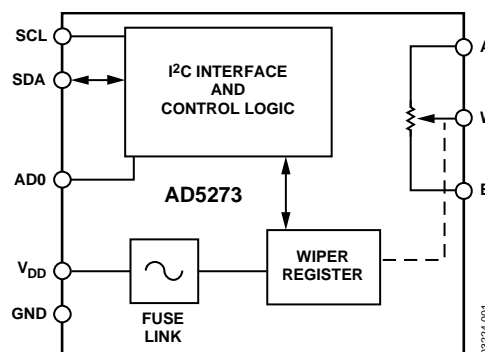 SCL
SDA
AD0
VDD
GND
I2C INTERFACE
AND
CONTROL LOGIC
AD5273
WIPER
REGISTER
FUSE
LINK
A
W
B